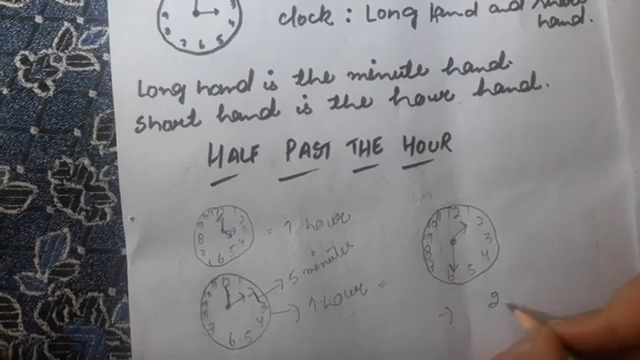 clock : Long hand and short
hand.
Long hand is the minute hand.
Short hand is the hour hand.
HALF PAST THE HOUR
= 1 hour
5 minutes
1 hour =
2